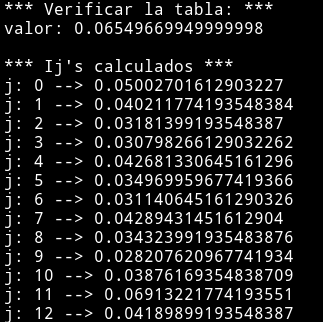 *** Verificar la tabla: ***
valor: 0.06549669949999998
*** Ij's calculados ***
j: 0 --> 0.05002701612903227
j: 1 --> 0.040211774193548384
j: 2 --> 0.03181399193548387
j: 3 --> 0.030798266129032262
j: 4 --> 0.042681330645161296
j: 5 --> 0.034969959677419366
j: 6 --> 0.031140645161290326
j: 7 --> 0.04289431451612904
j: 8 --> 0.034323991935483876
j: 9 --> 0.028207620967741934
j: 10 --> 0.03876169354838709
j: 11 --> 0.06913221774193551
j: 12 --> 0.04189899193548387